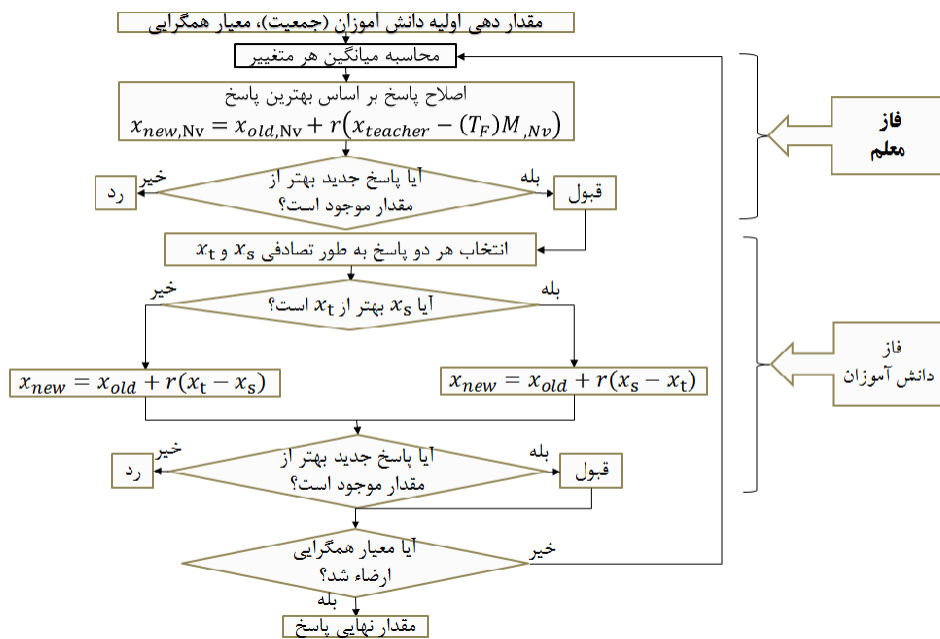 مقدار دهی اولیه دانش آموزان (جمعیت)، معیار همگرایی
محاسبه میانگین هر متغییر
اصلاح پاسخ بر اساس بهترین پاسخ
x_{new,Nv} = x_{old,Nv} + r(x_{teacher} − (T_F)M_{,Nv})
فاز
معلم
آیا پاسخ جدید بهتر از
مقدار موجود است؟
خیر
رد
بله
قبول
انتخاب هر دو پاسخ به طور تصادفی x_s و x_t
آیا x_s بهتر از x_t است؟
خیر
بله
x_{new} = x_{old} + r(x_t − x_s)
x_{new} = x_{old} + r(x_s − x_t)
فاز
دانش آموزان
آیا پاسخ جدید بهتر از
مقدار موجود است؟
خیر
رد
بله
قبول
آیا معیار همگرایی
ارضاء شد؟
خیر
بله
مقدار نهایی پاسخ